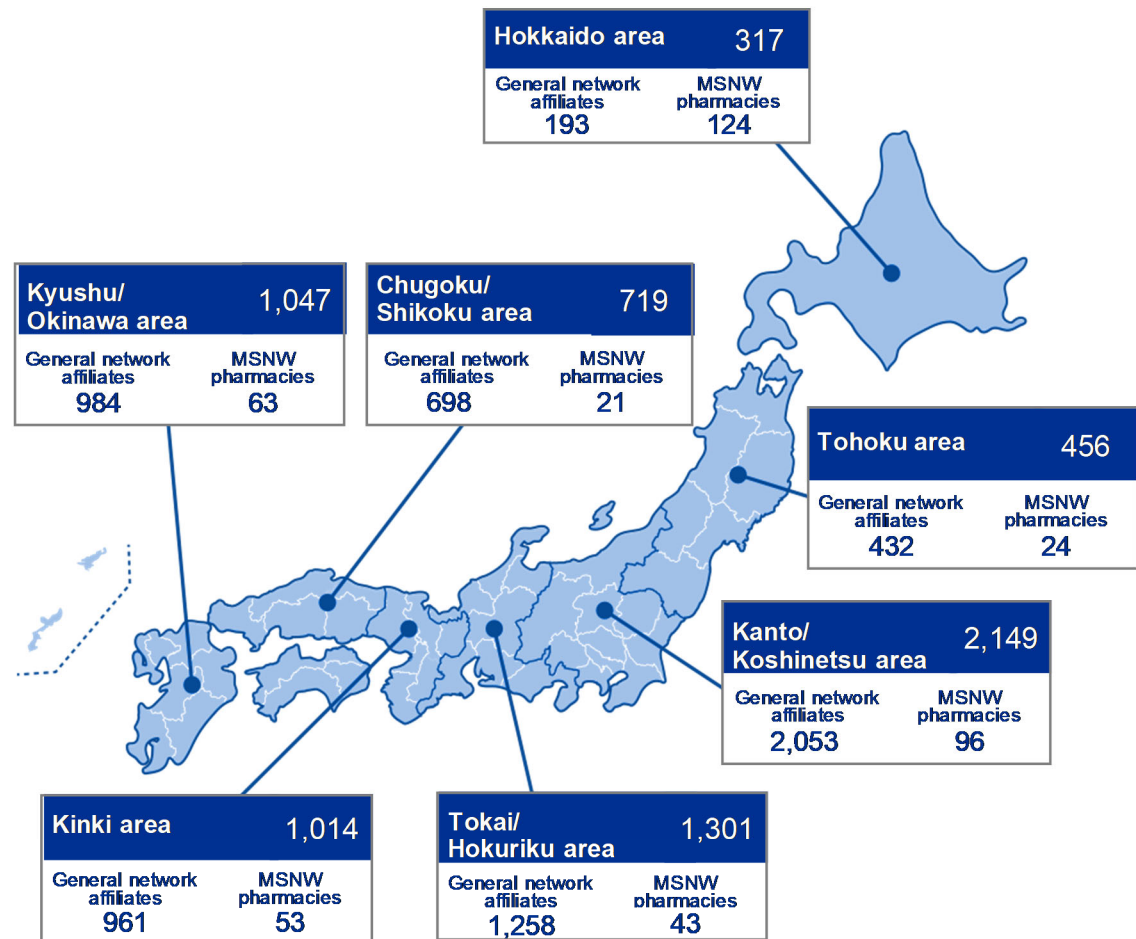 Hokkaido area 317
General network affiliates
193
MSNW pharmacies
124
Kyushu/
Okinawa area
1,047
General network
affiliates
984
MSNW
pharmacies
63
Chugoku/
Shikoku area
719
General network
affiliates
698
MSNW
pharmacies
21
Tohoku area 456
General network
affiliates
432
MSNW
pharmacies
24
Kanto/
Koshinetsu area
2,149
General network
affiliates
2,053
MSNW
pharmacies
96
Kinki area 1,014
General network
affiliates
961
MSNW
pharmacies
53
Tokai/
Hokuriku area
1,301
General network
affiliates
1,258
MSNW
pharmacies
43